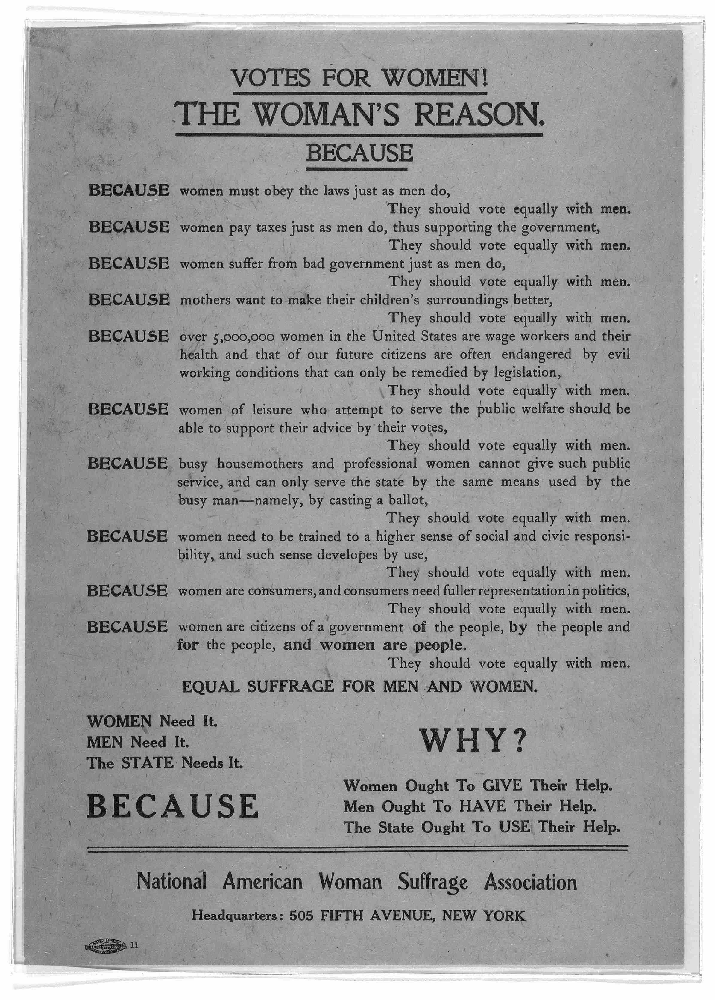 VOTES FOR WOMEN!
THE WOMAN'S REASON.
BECAUSE
BECAUSE women must obey the laws just as men do,
They should vote equally with men.
BECAUSE women pay taxes just as men do, thus supporting the government,
They should vote equally with men.
BECAUSE women suffer from bad government just as men do,
They should vote equally with men.
BECAUSE mothers want to make their children's surroundings better,
They should vote equally with men.
BECAUSE over 5,000,000 women in the United States are wage workers and their
health and that of our future citizens are often endangered by evil
working conditions that can only be remedied by legislation,
They should vote equally with men.
BECAUSE women of leisure who attempt to serve the public welfare should be
able to support their advice by their votes,
They should vote equally with men.
BECAUSE busy housemothers and professional women cannot give such public
service, and can only serve the state by the same means used by the
busy man—namely, by casting a ballot,
They should vote equally with men.
BECAUSE women need to be trained to a higher sense of social and civic responsi-
bility, and such sense developes by use,
They should vote equally with men.
BECAUSE women are consumers, and consumers need fuller representation in politics,
They should vote equally with men.
BECAUSE women are citizens of a government of the people, by the people and
for the people, and women are people.
They should vote equally with men.
EQUAL SUFFRAGE FOR MEN AND WOMEN.
WOMEN Need It.
MEN Need It.
The STATE Needs It.
WHY?
BECAUSE
Women Ought To GIVE Their Help.
Men Ought To HAVE Their Help.
The State Ought To USE Their Help.
National American Woman Suffrage Association
Headquarters: 505 FIFTH AVENUE, NEW YORK
11